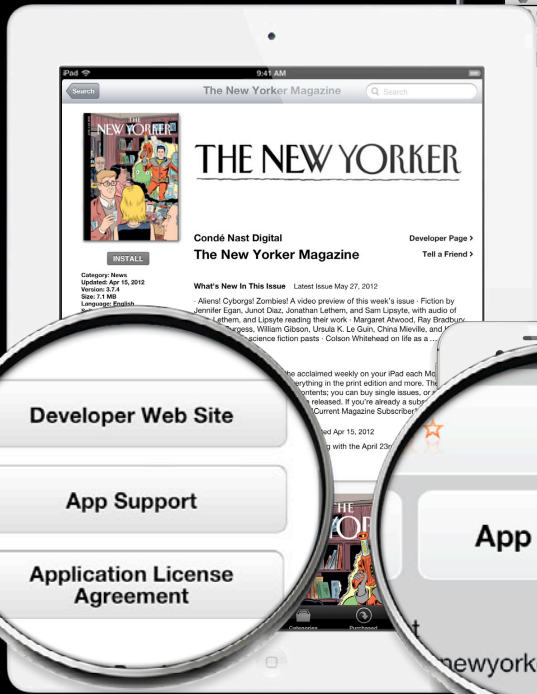 iPad
9:41 AM
Search
The New Yorker Magazine
Search
THE
NEW YORKER
THE NEW YORKER
INSTALL
Category: News
Updated: Apr 15, 2012
Version: 3.7.4
Size: 7.1 MB
Language: English
Condé Nast Digital
Developer Page >
The New Yorker Magazine
Tell a Friend >
What's New In This Issue Latest Issue May 27, 2012
· Aliens! Cyborgs! Zombies! A video preview of this week's issue · Fiction by
Jennifer Egan, Junot Diaz, Jonathan Lethem, and Sam Lipsyte, with audio of
Lethem, and Lipsyte reading their work · Margaret Atwood, Ray Bradbury,
Burgess, William Gibson, Ursula K. Le Guin, China Mieville, and
science fiction pasts · Colson Whitehead on life as a ...
the acclaimed weekly on your iPad each
everything in the print edition and more. The
contents; you can buy single issues, or
released. If you're already a
Current Magazine Subscriber
Apr 15, 2012
with the April
THE
Developer Web Site
App Support
Application License
Agreement
Categories
Purchased
App
newyork